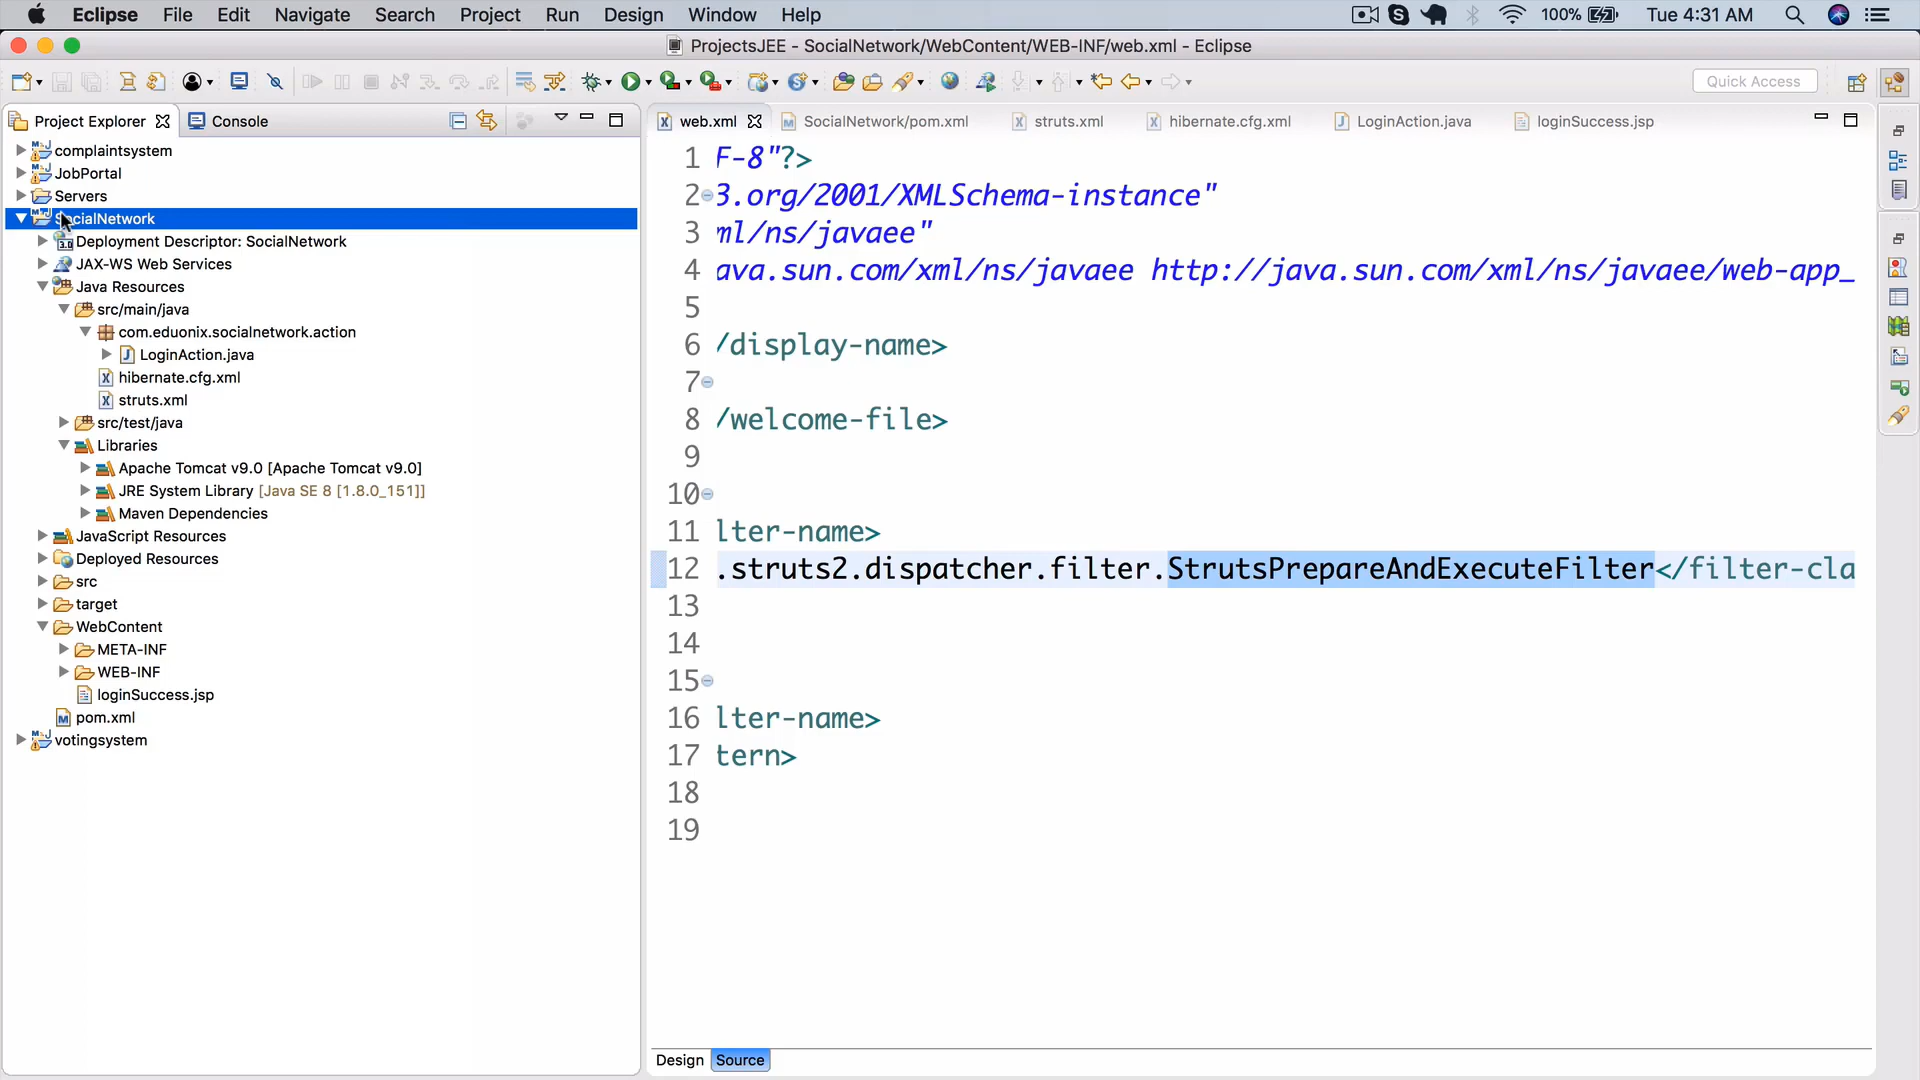 Eclipse File Edit Navigate Search Project Run Design Window Help 100% Tue 4:31 AM
ProjectsJEE - SocialNetwork/WebContent/WEB-INF/web.xml - Eclipse
Quick Access
Project Explorer Console
complaintsystem
JobPortal
Servers
SocialNetwork
Deployment Descriptor: SocialNetwork
JAX-WS Web Services
Java Resources
src/main/java
com.eduonix.socialnetwork.action
LoginAction.java
hibernate.cfg.xml
struts.xml
src/test/java
Libraries
Apache Tomcat v9.0 [Apache Tomcat v9.0]
JRE System Library [Java SE 8 [1.8.0_151]]
Maven Dependencies
JavaScript Resources
Deployed Resources
src
target
WebContent
META-INF
WEB-INF
loginSuccess.jsp
pom.xml
votingsystem
web.xml SocialNetwork/pom.xml struts.xml hibernate.cfg.xml LoginAction.java loginSuccess.jsp
1 F-8"?>
2 3.org/2001/XMLSchema-instance"
3 ml/ns/javaee"
4 ava.sun.com/xml/ns/javaee http://java.sun.com/xml/ns/javaee/web-app_
5
6 /display-name>
7
8 /welcome-file>
9
10
11 lter-name>
12 .struts2.dispatcher.filter.StrutsPrepareAndExecuteFilter</filter-cla
13
14
15
16 lter-name>
17 tern>
18
19
Design Source